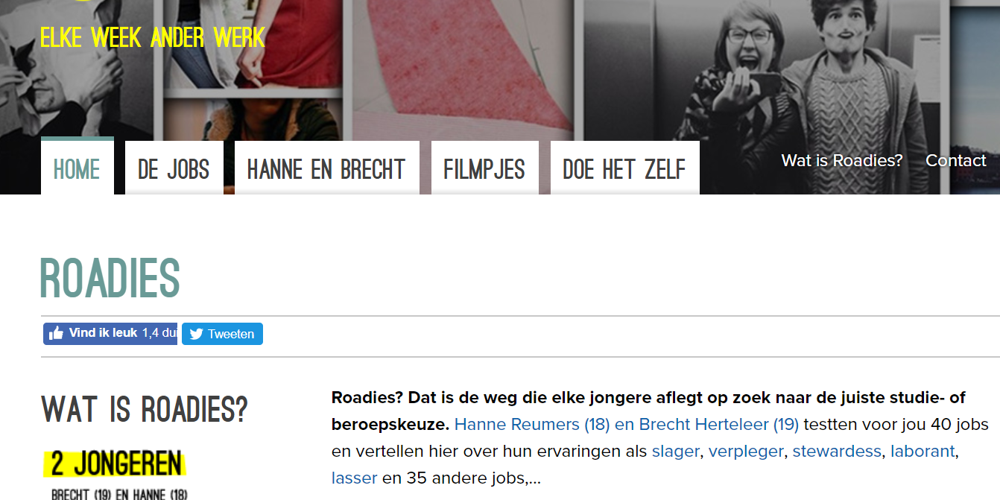 ELKE WEEK ANDER WERK
HOME
DE JOBS
HANNE EN BRECHT
FILMPJES
DOE HET ZELF
Wat is Roadies?
Contact
ROADIES
Vind ik leuk 1,4 dui
Tweeten
WAT IS ROADIES?
Roadies? Dat is de weg die elke jongere aflegt op zoek naar de juiste studie- of
beroepskeuze. Hanne Reumers (18) en Brecht Herteleer (19) testten voor jou 40 jobs
en vertellen hier over hun ervaringen als slager, verpleger, stewardess, laborant,
lasser en 35 andere jobs,...
2 JONGEREN
BRECHT (19) EN HANNE (18)